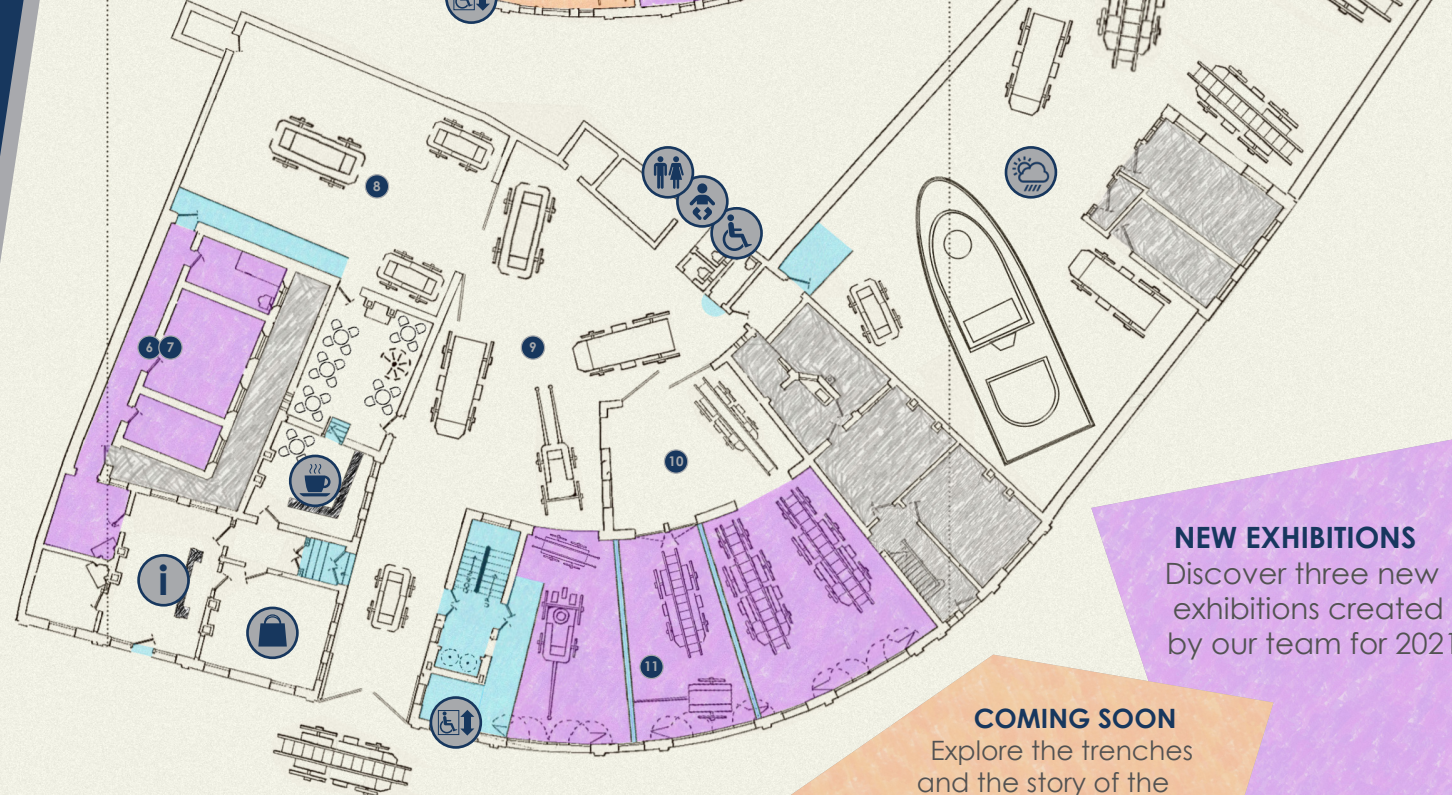 8
6 7
9
10
i
11
NEW EXHIBITIONS
Discover three new
exhibitions created
by our team for 2021
COMING SOON
Explore the trenches
and the story of the